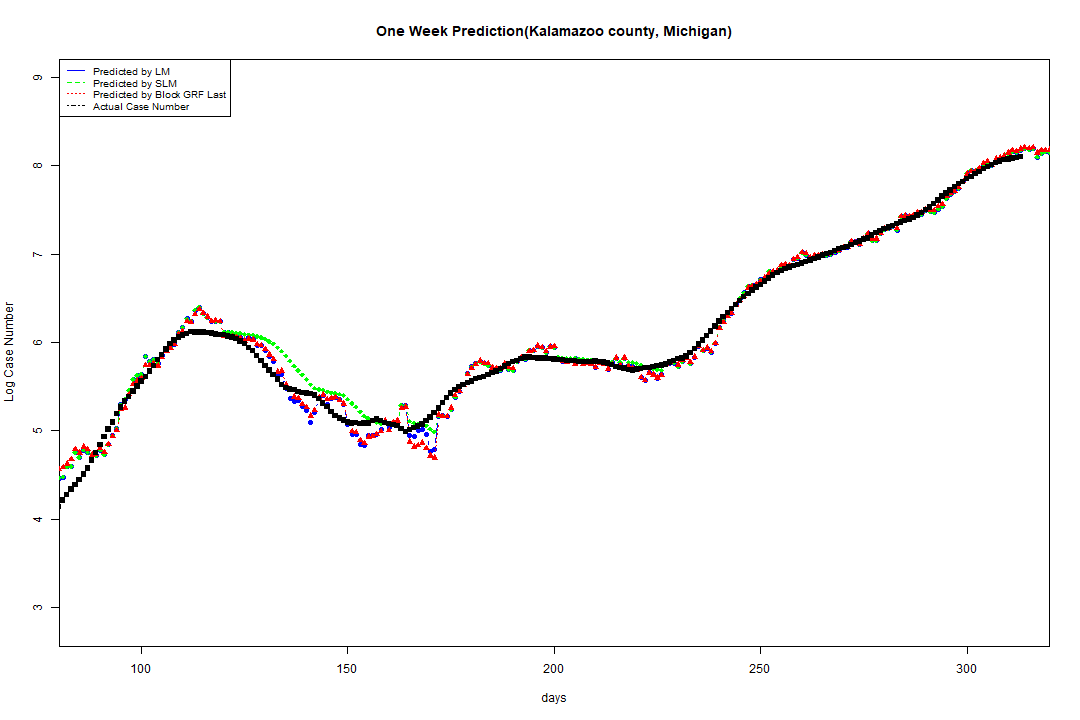 One Week Prediction(Kalamazoo county, Michigan)
Predicted by LM
Predicted by SLM
Predicted by Block GRF Last
Actual Case Number
Log Case Number
9
8
7
6
5
4
3
100 150 200 250 300
days